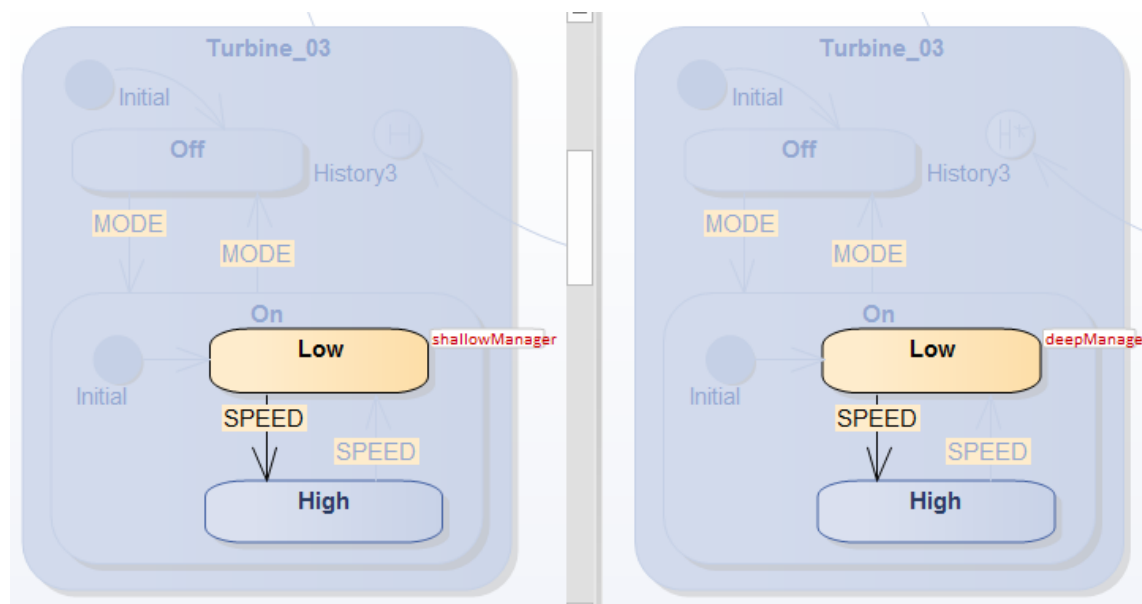 Turbine_03
Initial
H
Off
History3
MODE
MODE
On
Low
shallowManager
Initial
SPEED
SPEED
High
Turbine_03
Initial
H*
Off
History3
MODE
MODE
On
Low
deepManage
Initial
SPEED
SPEED
High